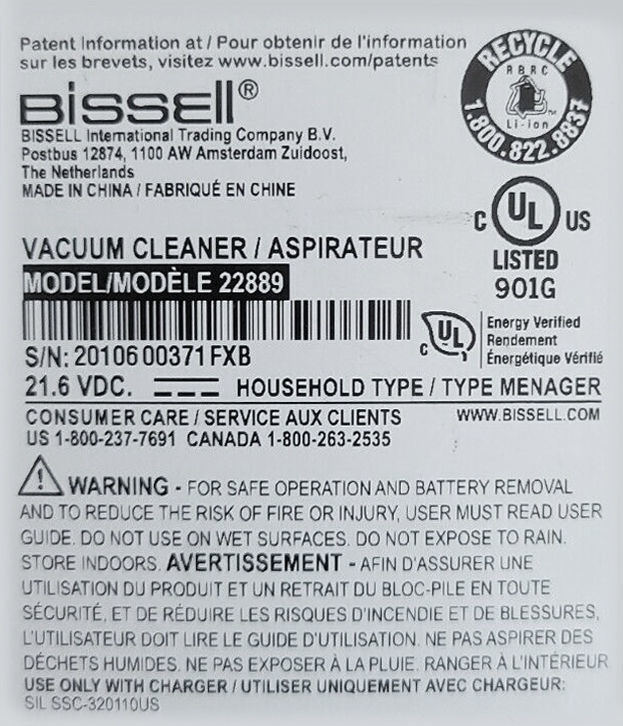 Patent Information at / Pour obtenir de l'information
sur les brevets, visitez www.bissell.com/patents
BISSELL®
BISSELL International Trading Company B.V.
Postbus 12874, 1100 AW Amsterdam Zuidoost,
The Netherlands
MADE IN CHINA / FABRIQUÉ EN CHINE
RECYCLE
RBRC
Li-ion
1.800.822.8837
C UL US
LISTED
901G
VACUUM CLEANER / ASPIRATEUR
MODEL/MODÈLE 22889
S/N: 20106 00371 FXB
C UL
Energy Verified
Rendement
Énergétique Vérifié
21.6 VDC. HOUSEHOLD TYPE / TYPE MENAGER
CONSUMER CARE / SERVICE AUX CLIENTS WWW.BISSELL.COM
US 1-800-237-7691 CANADA 1-800-263-2535
WARNING - FOR SAFE OPERATION AND BATTERY REMOVAL
AND TO REDUCE THE RISK OF FIRE OR INJURY, USER MUST READ USER
GUIDE. DO NOT USE ON WET SURFACES. DO NOT EXPOSE TO RAIN.
STORE INDOORS. AVERTISSEMENT - AFIN D'ASSURER UNE
UTILISATION DU PRODUIT ET UN RETRAIT DU BLOC-PILE EN TOUTE
SÉCURITÉ, ET DE RÉDUIRE LES RISQUES D'INCENDIE ET DE BLESSURES,
L'UTILISATEUR DOIT LIRE LE GUIDE D'UTILISATION. NE PAS ASPIRER DES
DÉCHETS HUMIDES. NE PAS EXPOSER À LA PLUIE. RANGER À L'INTÉRIEUR
USE ONLY WITH CHARGER / UTILISER UNIQUEMENT AVEC CHARGEUR:
SIL SSC-320110US